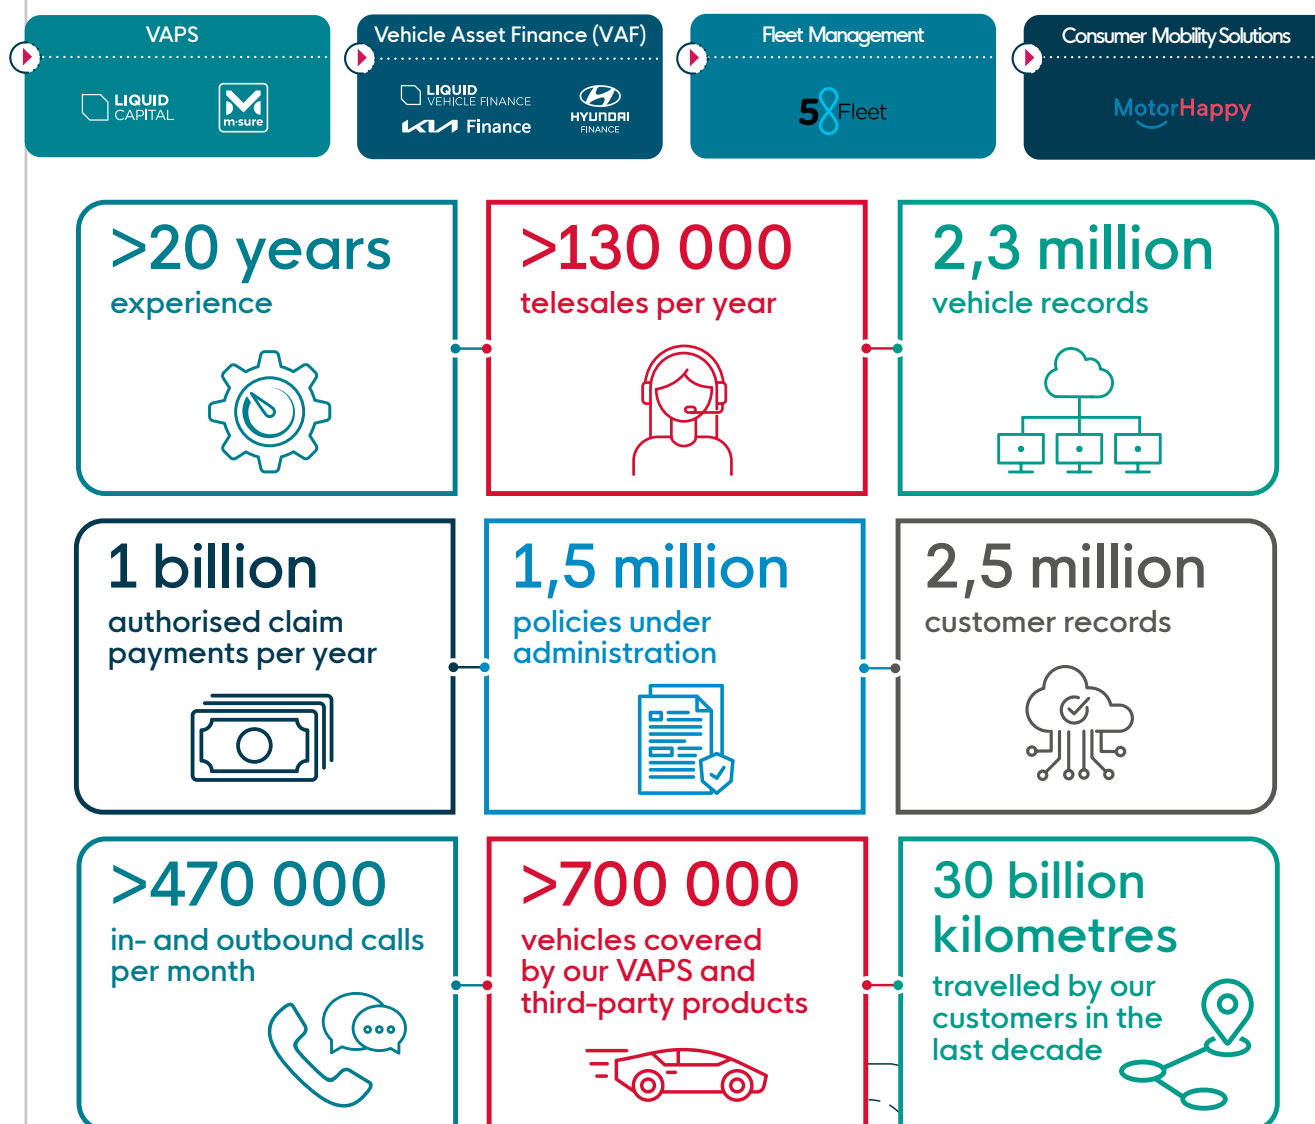 VAPS
LIQUID
CAPITAL
m·sure
Vehicle Asset Finance (VAF)
LIQUID
VEHICLE FINANCE
KIA Finance
HYUNDAI
FINANCE
Fleet Management
58Fleet
Consumer Mobility Solutions
MotorHappy
>20 years
experience
>130 000
telesales per year
2,3 million
vehicle records
1 billion
authorised claim
payments per year
1,5 million
policies under
administration
2,5 million
customer records
>470 000
in- and outbound calls
per month
>700 000
vehicles covered
by our VAPS and
third-party products
30 billion
kilometres
travelled by our
customers in the
last decade